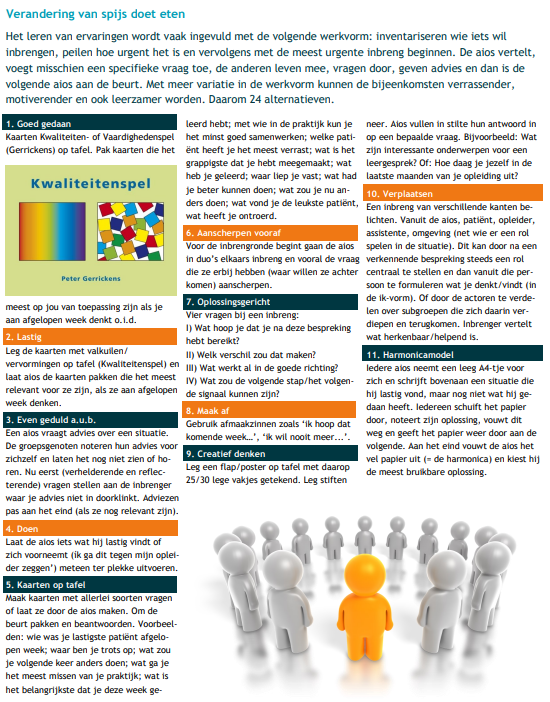 Verandering van spijs doet eten
Het leren van ervaringen wordt vaak ingevuld met de volgende werkvorm: inventariseren wie iets wil
inbrengen, peilen hoe urgent het is en vervolgens met de meest urgente inbreng beginnen. De aios vertelt,
voegt misschien een specifieke vraag toe, de anderen leven mee, vragen door, geven advies en dan is de
volgende aios aan de beurt. Met meer variatie in de werkvorm kunnen de bijeenkomsten verrassender,
motiverender en ook leerzamer worden. Daarom 24 alternatieven.
1. Goed gedaan
Kaarten Kwaliteiten- of Vaardighedenspel
(Gerrickens) op tafel. Pak kaarten die het
Kwaliteitenspel
Peter Gerrickens
meest op jou van toepassing zijn als je
aan afgelopen week denkt o.i.d.
2. Lastig
Leg de kaarten met valkuilen/
vervormingen op tafel (Kwaliteitenspel) en
laat aios de kaarten pakken die het meest
relevant voor ze zijn, als ze aan afgelopen
week denken.
3. Even geduld a.u.b.
Een aios vraagt advies over een situatie.
De groepsgenoten noteren hun advies voor
zichzelf en laten het nog niet zien of ho-
ren. Nu eerst (verhelderende en reflec-
terende) vragen stellen aan de inbrenger
waar je advies niet in doorklinkt. Adviezen
pas aan het eind (als ze nog relevant zijn).
4. Doen
Laat de aios iets wat hij lastig vindt of
zich voorneemt (ik ga dit tegen mijn oplei-
der zeggen') meteen ter plekke uitvoeren.
5. Kaarten op tafel
Maak kaarten met allerlei soorten vragen
of laat ze door de aios maken. Om de
beurt pakken en beantwoorden. Voorbeel-
den: wie was je lastigste patiënt afgelo-
pen week; waar ben je trots op; wat zou
je volgende keer anders doen; wat ga je
het meest missen van je praktijk; wat is
het belangrijkste dat je deze week ge-
leerd hebt; met wie in de praktijk kun je
het minst goed samenwerken; welke pati-
ënt heeft je het meest verrast; wat is het
grappigste dat je hebt meegemaakt; wat
heb je geleerd; waar liep je vast; wat had
je beter kunnen doen; wat zou je nu an-
ders doen; wat vond je de leukste patiënt,
wat heeft je ontroerd.
6. Aanscherpen vooraf
Voor de inbrengronde begint gaan de aios
in duo's elkaars inbreng en vooral de vraag
die ze erbij hebben (waar willen ze achter
komen) aanscherpen.
7. Oplossingsgericht
Vier vragen bij een inbreng:
I) Wat hoop je dat je na deze bespreking
hebt bereikt?
II) Welk verschil zou dat maken?
III) Wat werkt al in de goede richting?
IV) Wat zou de volgende stap/het volgen-
de signaal kunnen zijn?
8. Maak af
Gebruik afmaakzinnen zoals 'ik hoop dat
komende week…', 'ik wil nooit meer...'.
9. Creatief denken
Leg een flap/poster op tafel met daarop
25/30 lege vakjes getekend. Leg stiften
neer. Aios vullen in stilte hun antwoord in
op een bepaalde vraag. Bijvoorbeeld: Wat
zijn interessante onderwerpen voor een
leergesprek? Of: Hoe daag je jezelf in de
laatste maanden van je opleiding uit?
10. Verplaatsen
Een inbreng van verschillende kanten be-
lichten. Vanuit de aios, patiënt, opleider,
assistente, omgeving (net wie er een rol
spelen in de situatie). Dit kan door na een
verkennende bespreking steeds een rol
centraal te stellen en dan vanuit die per-
soon te formuleren wat je denkt/vindt (in
de ik-vorm). Of door de actoren te verde-
len over subgroepen die zich daarin ver-
diepen en terugkomen. Inbrenger vertelt
wat herkenbaar/helpend is.
11. Harmonicamodel
Iedere aios neemt een leeg A4-tje voor
zich en schrijft bovenaan een situatie die
hij lastig vond, maar nog niet wat hij ge-
daan heeft. Iedereen schuift het papier
door, noteert zijn oplossing, vouwt dit
weg en geeft het papier weer door aan de
volgende. Aan het eind vouwt de aios het
vel papier uit (= de harmonica) en kiest hij
de meest bruikbare oplossing.